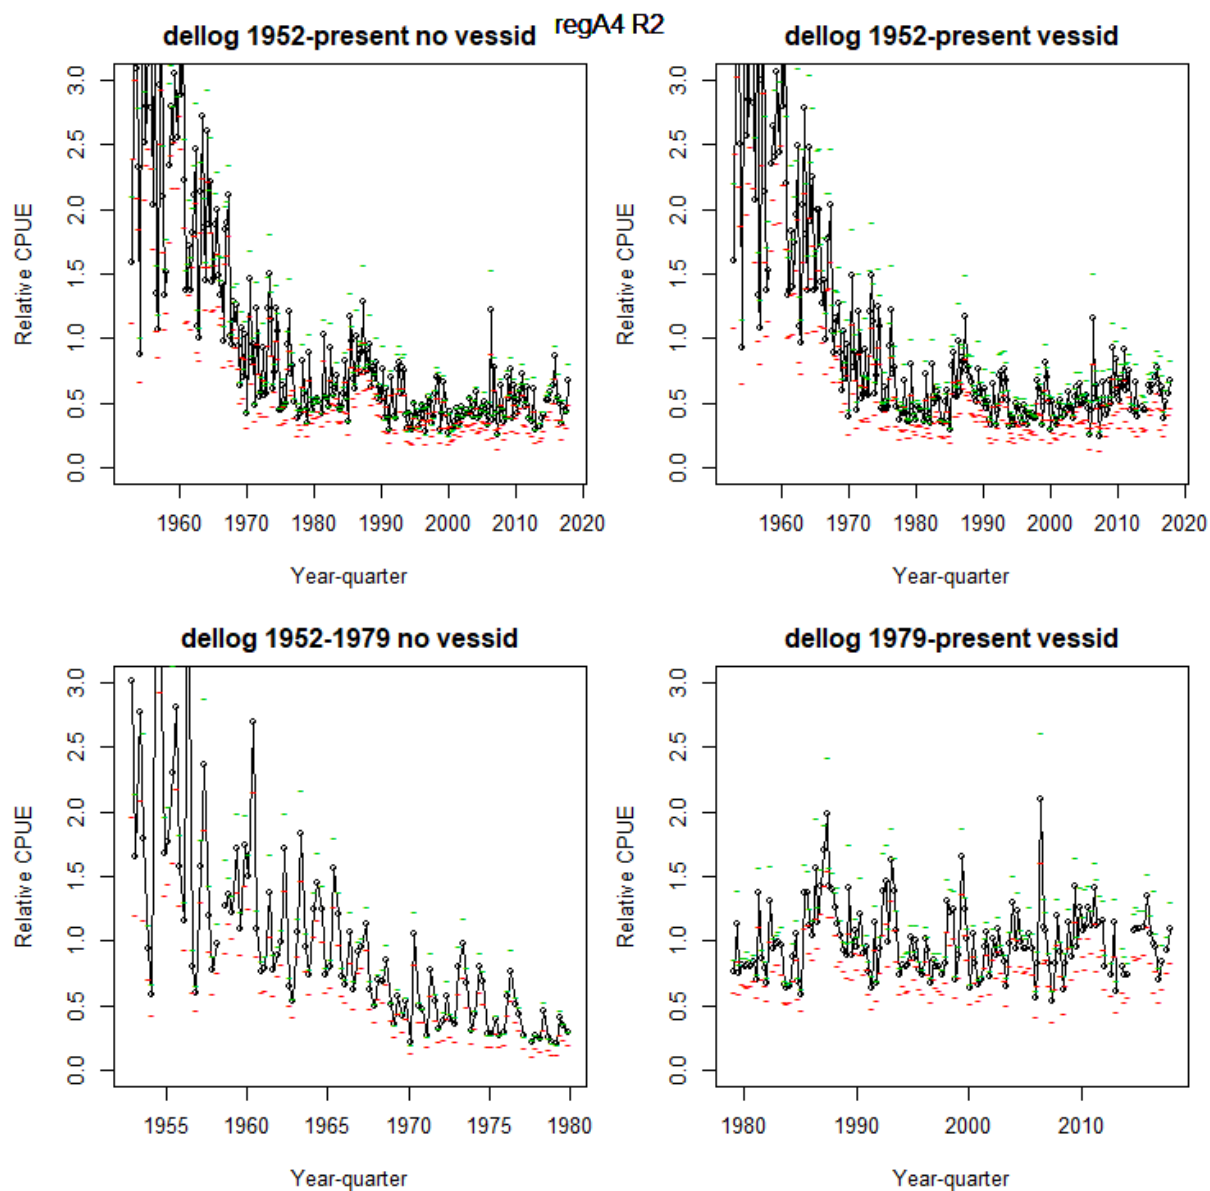 regA4 R2
dellog 1952-present no vessid
Relative CPUE
0.0 0.5 1.0 1.5 2.0 2.5 3.0
1960 1970 1980 1990 2000 2010 2020
Year-quarter
dellog 1952-present vessid
Relative CPUE
0.0 0.5 1.0 1.5 2.0 2.5 3.0
1960 1970 1980 1990 2000 2010 2020
Year-quarter
dellog 1952-1979 no vessid
Relative CPUE
0.0 0.5 1.0 1.5 2.0 2.5 3.0
1955 1960 1965 1970 1975 1980
Year-quarter
dellog 1979-present vessid
Relative CPUE
0.0 0.5 1.0 1.5 2.0 2.5 3.0
1980 1990 2000 2010
Year-quarter